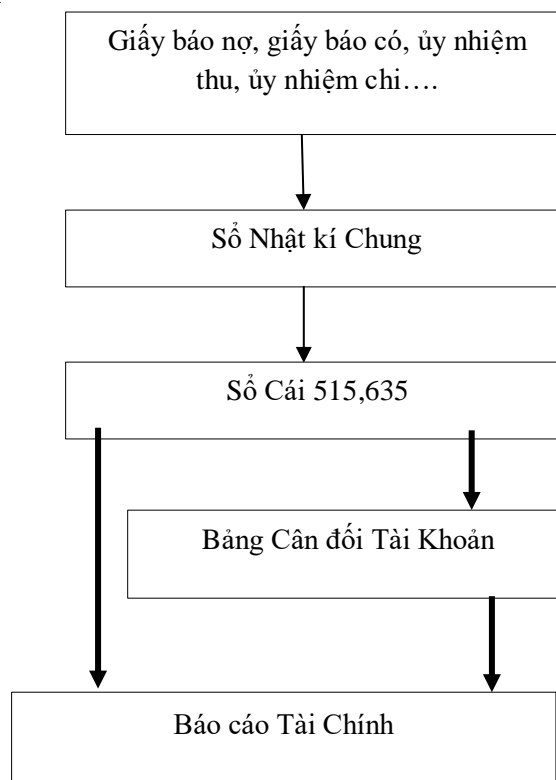 Giấy báo nợ, giấy báo có, ủy nhiệm
thu, ủy nhiệm chi….
Sổ Nhật kí Chung
Sổ Cái 515,635
Bảng Cân đối Tài Khoản
Báo cáo Tài Chính